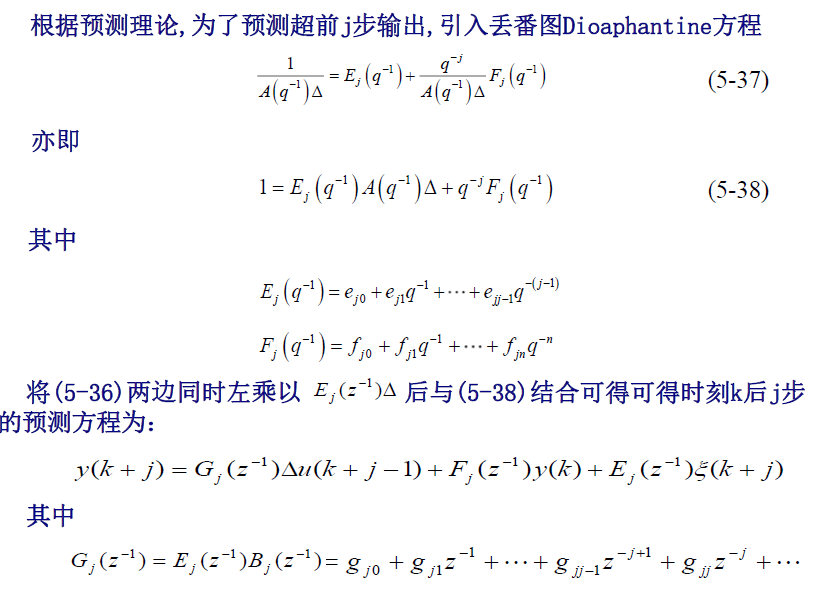 根据预测理论,为了预测超前j步输出,引入丢番图Dioaphantine方程
\frac{1}{A(q^{-1})\Delta} = E_j(q^{-1}) + \frac{q^{-j}}{A(q^{-1})\Delta} F_j(q^{-1}) (5-37)
亦即
1 = E_j(q^{-1})A(q^{-1})\Delta + q^{-j}F_j(q^{-1}) (5-38)
其中
E_j(q^{-1}) = e_{j0} + e_{j1}q^{-1} + \cdots + e_{jj-1}q^{-(j-1)}
F_j(q^{-1}) = f_{j0} + f_{j1}q^{-1} + \cdots + f_{jn}q^{-n}
将(5-36)两边同时左乘以 E_j(z^{-1})\Delta 后与(5-38)结合可得可得时刻k后j步
的预测方程为:
y(k+j) = G_j(z^{-1})\Delta u(k+j-1) + F_j(z^{-1})y(k) + E_j(z^{-1})\xi(k+j)
其中
G_j(z^{-1}) = E_j(z^{-1})B_j(z^{-1}) = g_{j0} + g_{j1}z^{-1} + \cdots + g_{jj-1}z^{-j+1} + g_{jj}z^{-j} + \cdots